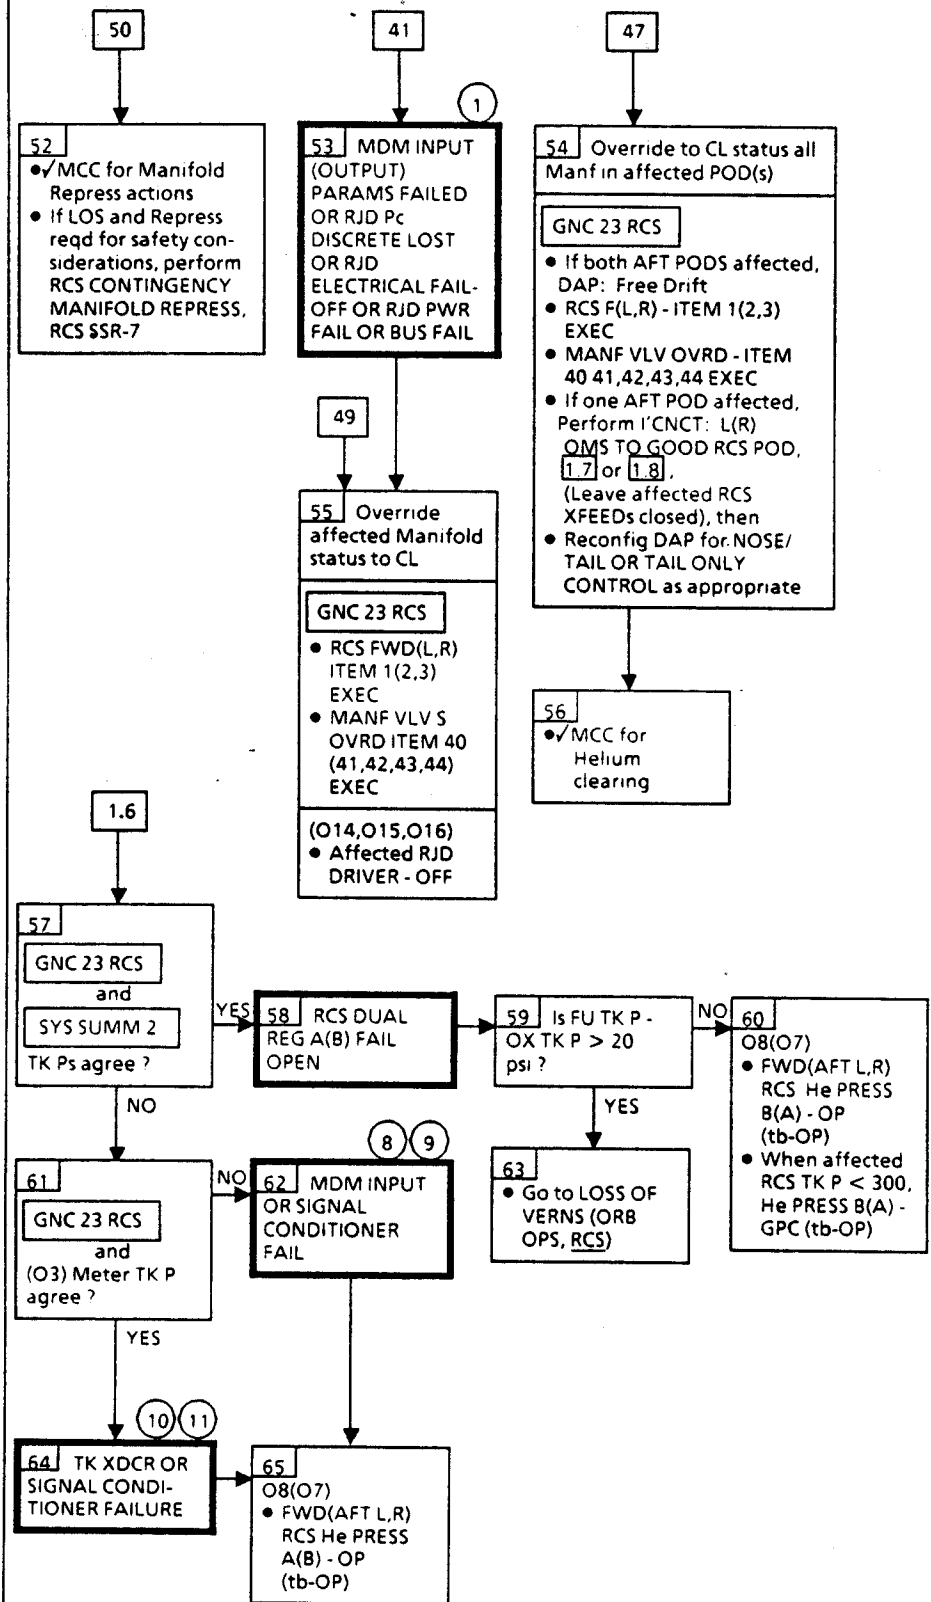 50
52
●✓MCC for Manifold
Repress actions
● If LOS and Repress
reqd for safety con-
siderations, perform
RCS CONTINGENCY
MANIFOLD REPRESS,
RCS SSR-7
41
1
53 MDM INPUT
(OUTPUT)
PARAMS FAILED
OR RJD Pc
DISCRETE LOST
OR RJD
ELECTRICAL FAIL-
OFF OR RJD PWR
FAIL OR BUS FAIL
49
55 Override
affected Manifold
status to CL
GNC 23 RCS
● RCS FWD(L,R)
ITEM 1(2,3)
EXEC
● MANF VLV S
OVRD ITEM 40
(41,42,43,44)
EXEC
(O14,O15,O16)
● Affected RJD
DRIVER - OFF
47
54 Override to CL status all
Manf in affected POD(s)
GNC 23 RCS
● If both AFT PODS affected,
DAP: Free Drift
● RCS F(L,R) - ITEM 1(2,3)
EXEC
● MANF VLV OVRD - ITEM
40 41,42,43,44 EXEC
● If one AFT POD affected,
Perform I'CNCT: L(R)
OMS TO GOOD RCS POD,
1.7 or 1.8,
(Leave affected RCS
XFEEDs closed), then
● Reconfig DAP for NOSE/
TAIL OR TAIL ONLY
CONTROL as appropriate
56
●✓MCC for
Helium
clearing
1.6
57
GNC 23 RCS
and
SYS SUMM 2
TK Ps agree ?
YES
NO
58 RCS DUAL
REG A(B) FAIL
OPEN
59 Is FU TK P -
OX TK P > 20
psi ?
NO
YES
60
O8(O7)
● FWD(AFT L,R)
RCS He PRESS
B(A) - OP
(tb-OP)
● When affected
RCS TK P < 300,
He PRESS B(A) -
GPC (tb-OP)
61
GNC 23 RCS
and
(O3) Meter TK P
agree ?
NO
YES
8 9
62 MDM INPUT
OR SIGNAL
CONDITIONER
FAIL
63
● Go to LOSS OF
VERNS (ORB
OPS, RCS)
10 11
64 TK XDCR OR
SIGNAL CONDI-
TIONER FAILURE
65
O8(O7)
● FWD(AFT L,R)
RCS He PRESS
A(B) - OP
(tb-OP)